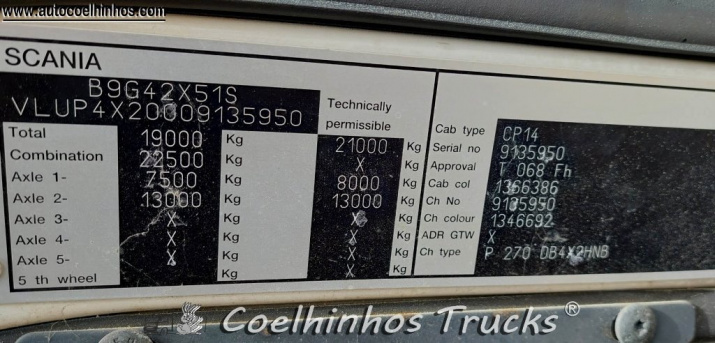 www.autocoelhinhos.com
SCANIA
B9G42X51S
VLUP4X20009135950
Technically permissible
Total 19000 Kg 21000 Kg
Combination 22500 Kg X Kg
Axle 1- 7500 Kg 8000 Kg
Axle 2- 13000 Kg 13000 Kg
Axle 3- X Kg X Kg
Axle 4- X Kg X Kg
Axle 5- X Kg X Kg
5 th wheel Kg X Kg
Cab type CP14
Serial no 9135950
Approval T 068 Fh
Cab col 1366386
Ch No 9135950
Ch colour 1346692
ADR GTW X
Ch type P 270 DB4X2HNB
Coelhinhos Trucks®